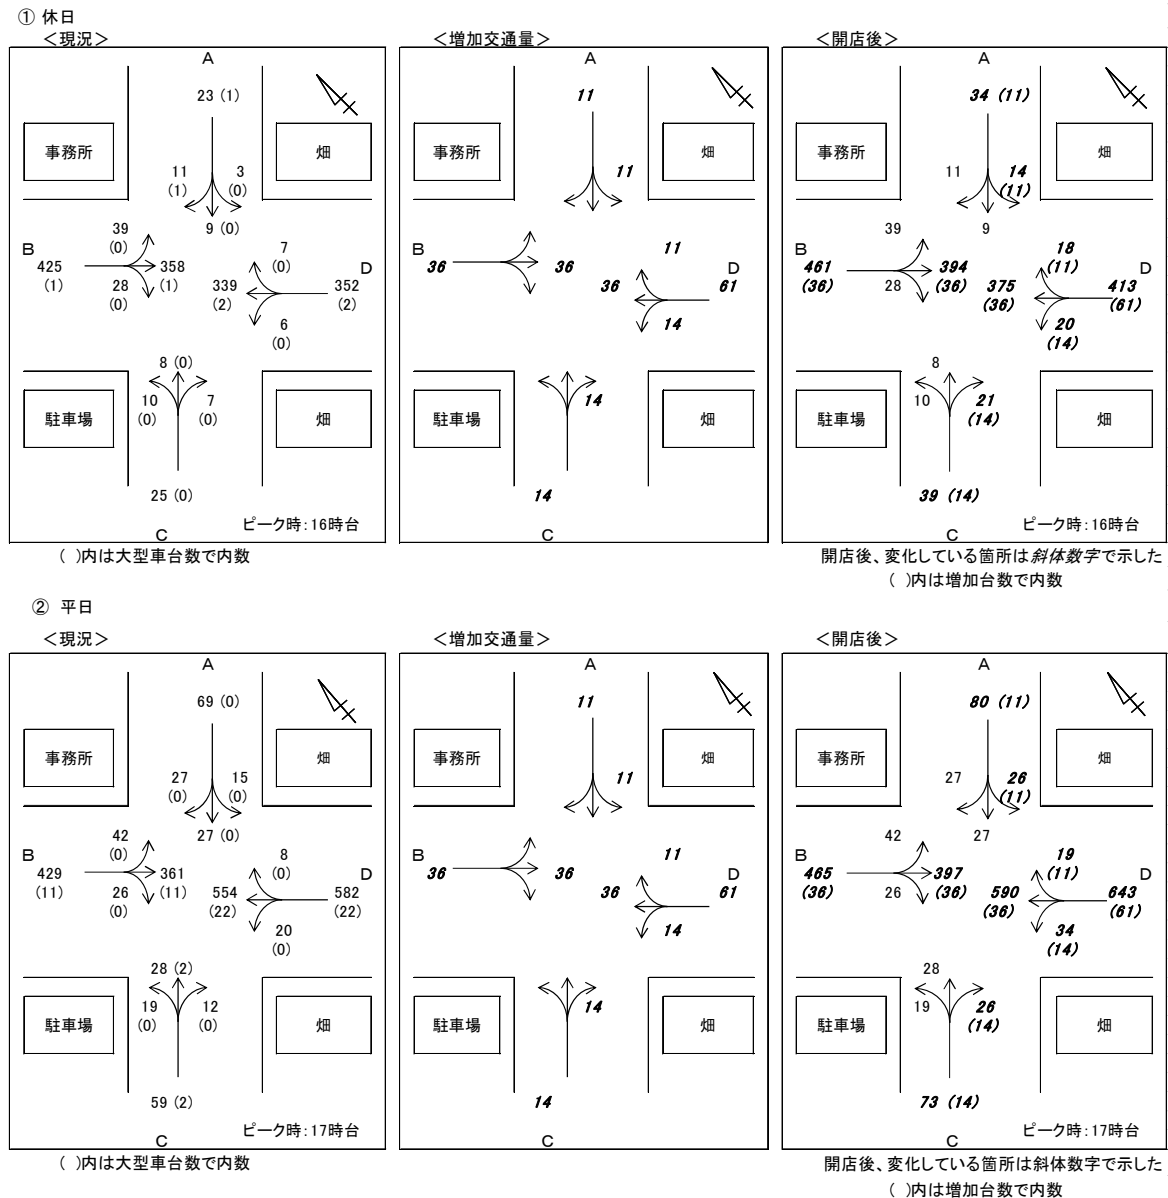 ① 休日
＜現況＞
A
23 (1)
事務所
畑
11
(1)
3
(0)
9 (0)
39
(0)
B
425
(1)
358
(1)
28
(0)
7
(0)
D
339
(2)
352
(2)
6
(0)
8 (0)
10
(0)
7
(0)
駐車場
畑
25 (0)
C
ピーク時：16時台
( )内は大型車台数で内数
＜増加交通量＞
A
11
事務所
畑
11
B
36
36
11
D
36
61
14
14
駐車場
畑
14
C
＜開店後＞
A
34 (11)
事務所
畑
11
14
(11)
9
39
B
461
(36)
394
(36)
28
18
(11)
D
375
(36)
413
(61)
20
(14)
8
10
21
(14)
駐車場
畑
39 (14)
C
ピーク時：16時台
開店後、変化している箇所は斜体数字で示した
( )内は増加台数で内数
② 平日
＜現況＞
A
69 (0)
事務所
畑
27
(0)
15
(0)
27 (0)
42
(0)
B
429
(11)
361
(11)
26
(0)
8
(0)
D
554
(22)
582
(22)
20
(0)
28 (2)
19
(0)
12
(0)
駐車場
畑
59 (2)
C
ピーク時：17時台
( )内は大型車台数で内数
＜増加交通量＞
A
11
事務所
畑
11
B
36
36
11
D
36
61
14
14
駐車場
畑
14
C
＜開店後＞
A
80 (11)
事務所
畑
27
26
(11)
27
42
B
465
(36)
397
(36)
26
19
(11)
D
590
(36)
643
(61)
34
(14)
28
19
26
(14)
駐車場
畑
73 (14)
C
ピーク時：17時台
開店後、変化している箇所は斜体数字で示した
( )内は増加台数で内数